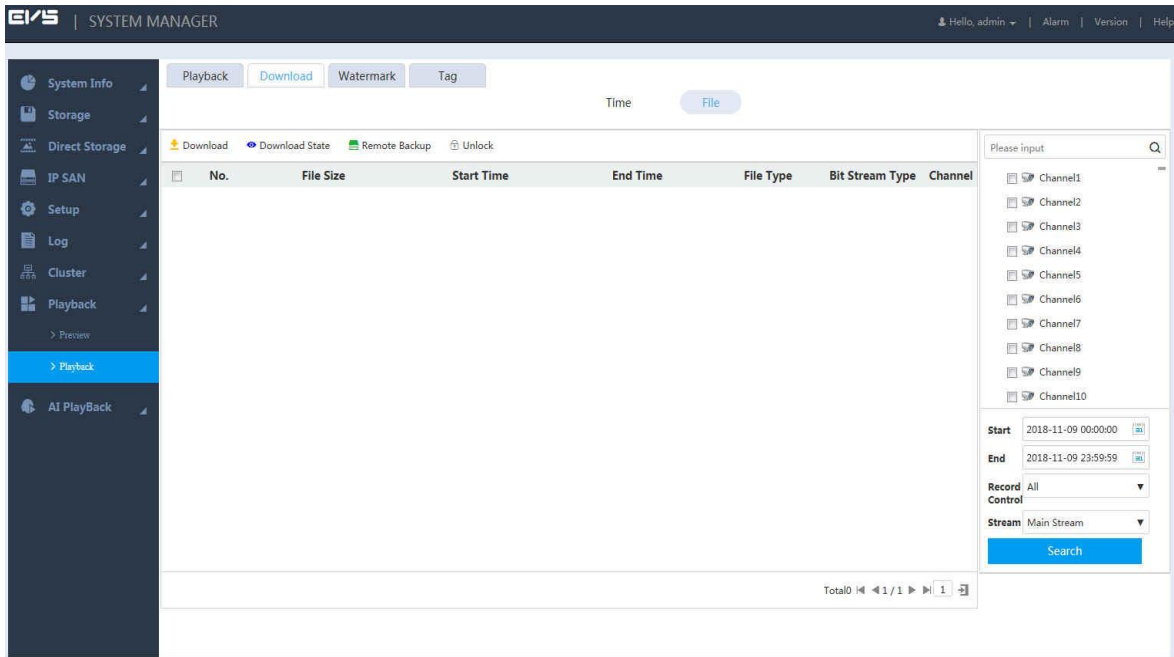 EVS | SYSTEM MANAGER
Hello, admin | Alarm | Version | Help
System Info
Storage
Direct Storage
IP SAN
Setup
Log
Cluster
Playback
> Preview
> Playback
AI PlayBack
Playback Download Watermark Tag
Time File
Download Download State Remote Backup Unlock
No. File Size Start Time End Time File Type Bit Stream Type Channel
Please input
Channel1
Channel2
Channel3
Channel4
Channel5
Channel6
Channel7
Channel8
Channel9
Channel10
Start 2018-11-09 00:00:00
End 2018-11-09 23:59:59
Record Control All
Stream Main Stream
Search
Total0 1 / 1 1